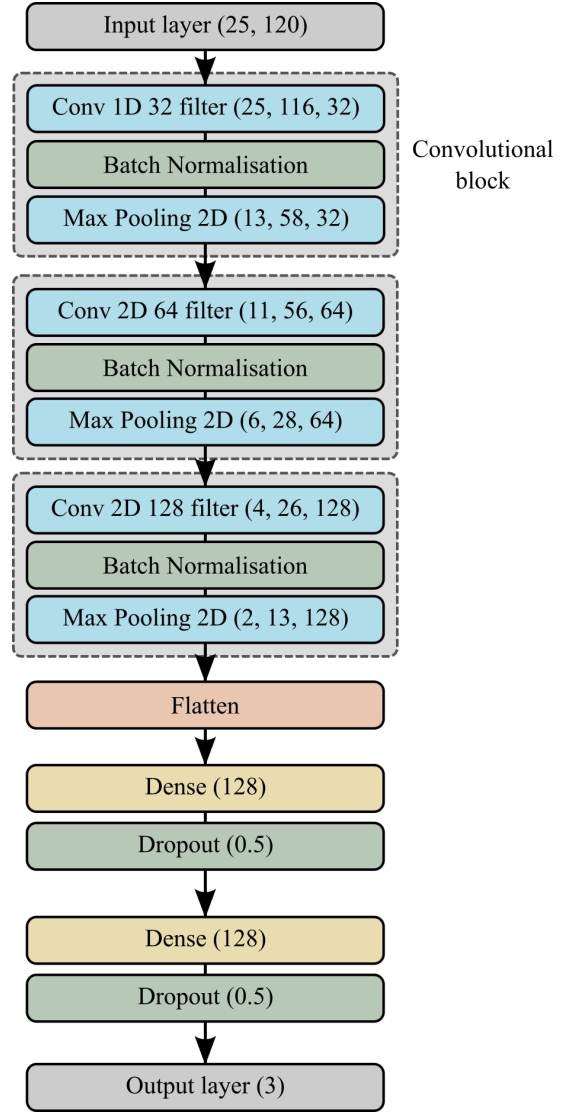 Input layer (25, 120)
Conv 1D 32 filter (25, 116, 32)
Batch Normalisation
Max Pooling 2D (13, 58, 32)
Convolutional
block
Conv 2D 64 filter (11, 56, 64)
Batch Normalisation
Max Pooling 2D (6, 28, 64)
Conv 2D 128 filter (4, 26, 128)
Batch Normalisation
Max Pooling 2D (2, 13, 128)
Flatten
Dense (128)
Dropout (0.5)
Dense (128)
Dropout (0.5)
Output layer (3)